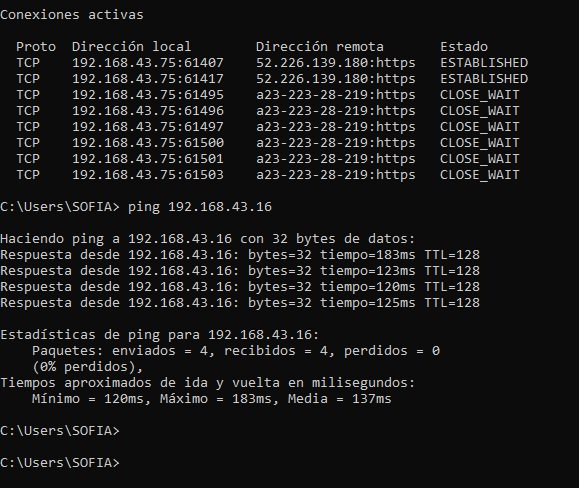 Conexiones activas
Proto Dirección local Dirección remota Estado
TCP 192.168.43.75:61407 52.226.139.180:https ESTABLISHED
TCP 192.168.43.75:61417 52.226.139.180:https ESTABLISHED
TCP 192.168.43.75:61495 a23-223-28-219:https CLOSE_WAIT
TCP 192.168.43.75:61496 a23-223-28-219:https CLOSE_WAIT
TCP 192.168.43.75:61497 a23-223-28-219:https CLOSE_WAIT
TCP 192.168.43.75:61500 a23-223-28-219:https CLOSE_WAIT
TCP 192.168.43.75:61501 a23-223-28-219:https CLOSE_WAIT
TCP 192.168.43.75:61503 a23-223-28-219:https CLOSE_WAIT
C:\Users\SOFIA> ping 192.168.43.16
Haciendo ping a 192.168.43.16 con 32 bytes de datos:
Respuesta desde 192.168.43.16: bytes=32 tiempo=183ms TTL=128
Respuesta desde 192.168.43.16: bytes=32 tiempo=123ms TTL=128
Respuesta desde 192.168.43.16: bytes=32 tiempo=120ms TTL=128
Respuesta desde 192.168.43.16: bytes=32 tiempo=125ms TTL=128
Estadísticas de ping para 192.168.43.16:
Paquetes: enviados = 4, recibidos = 4, perdidos = 0
(0% perdidos),
Tiempos aproximados de ida y vuelta en milisegundos:
Mínimo = 120ms, Máximo = 183ms, Media = 137ms
C:\Users\SOFIA>
C:\Users\SOFIA>